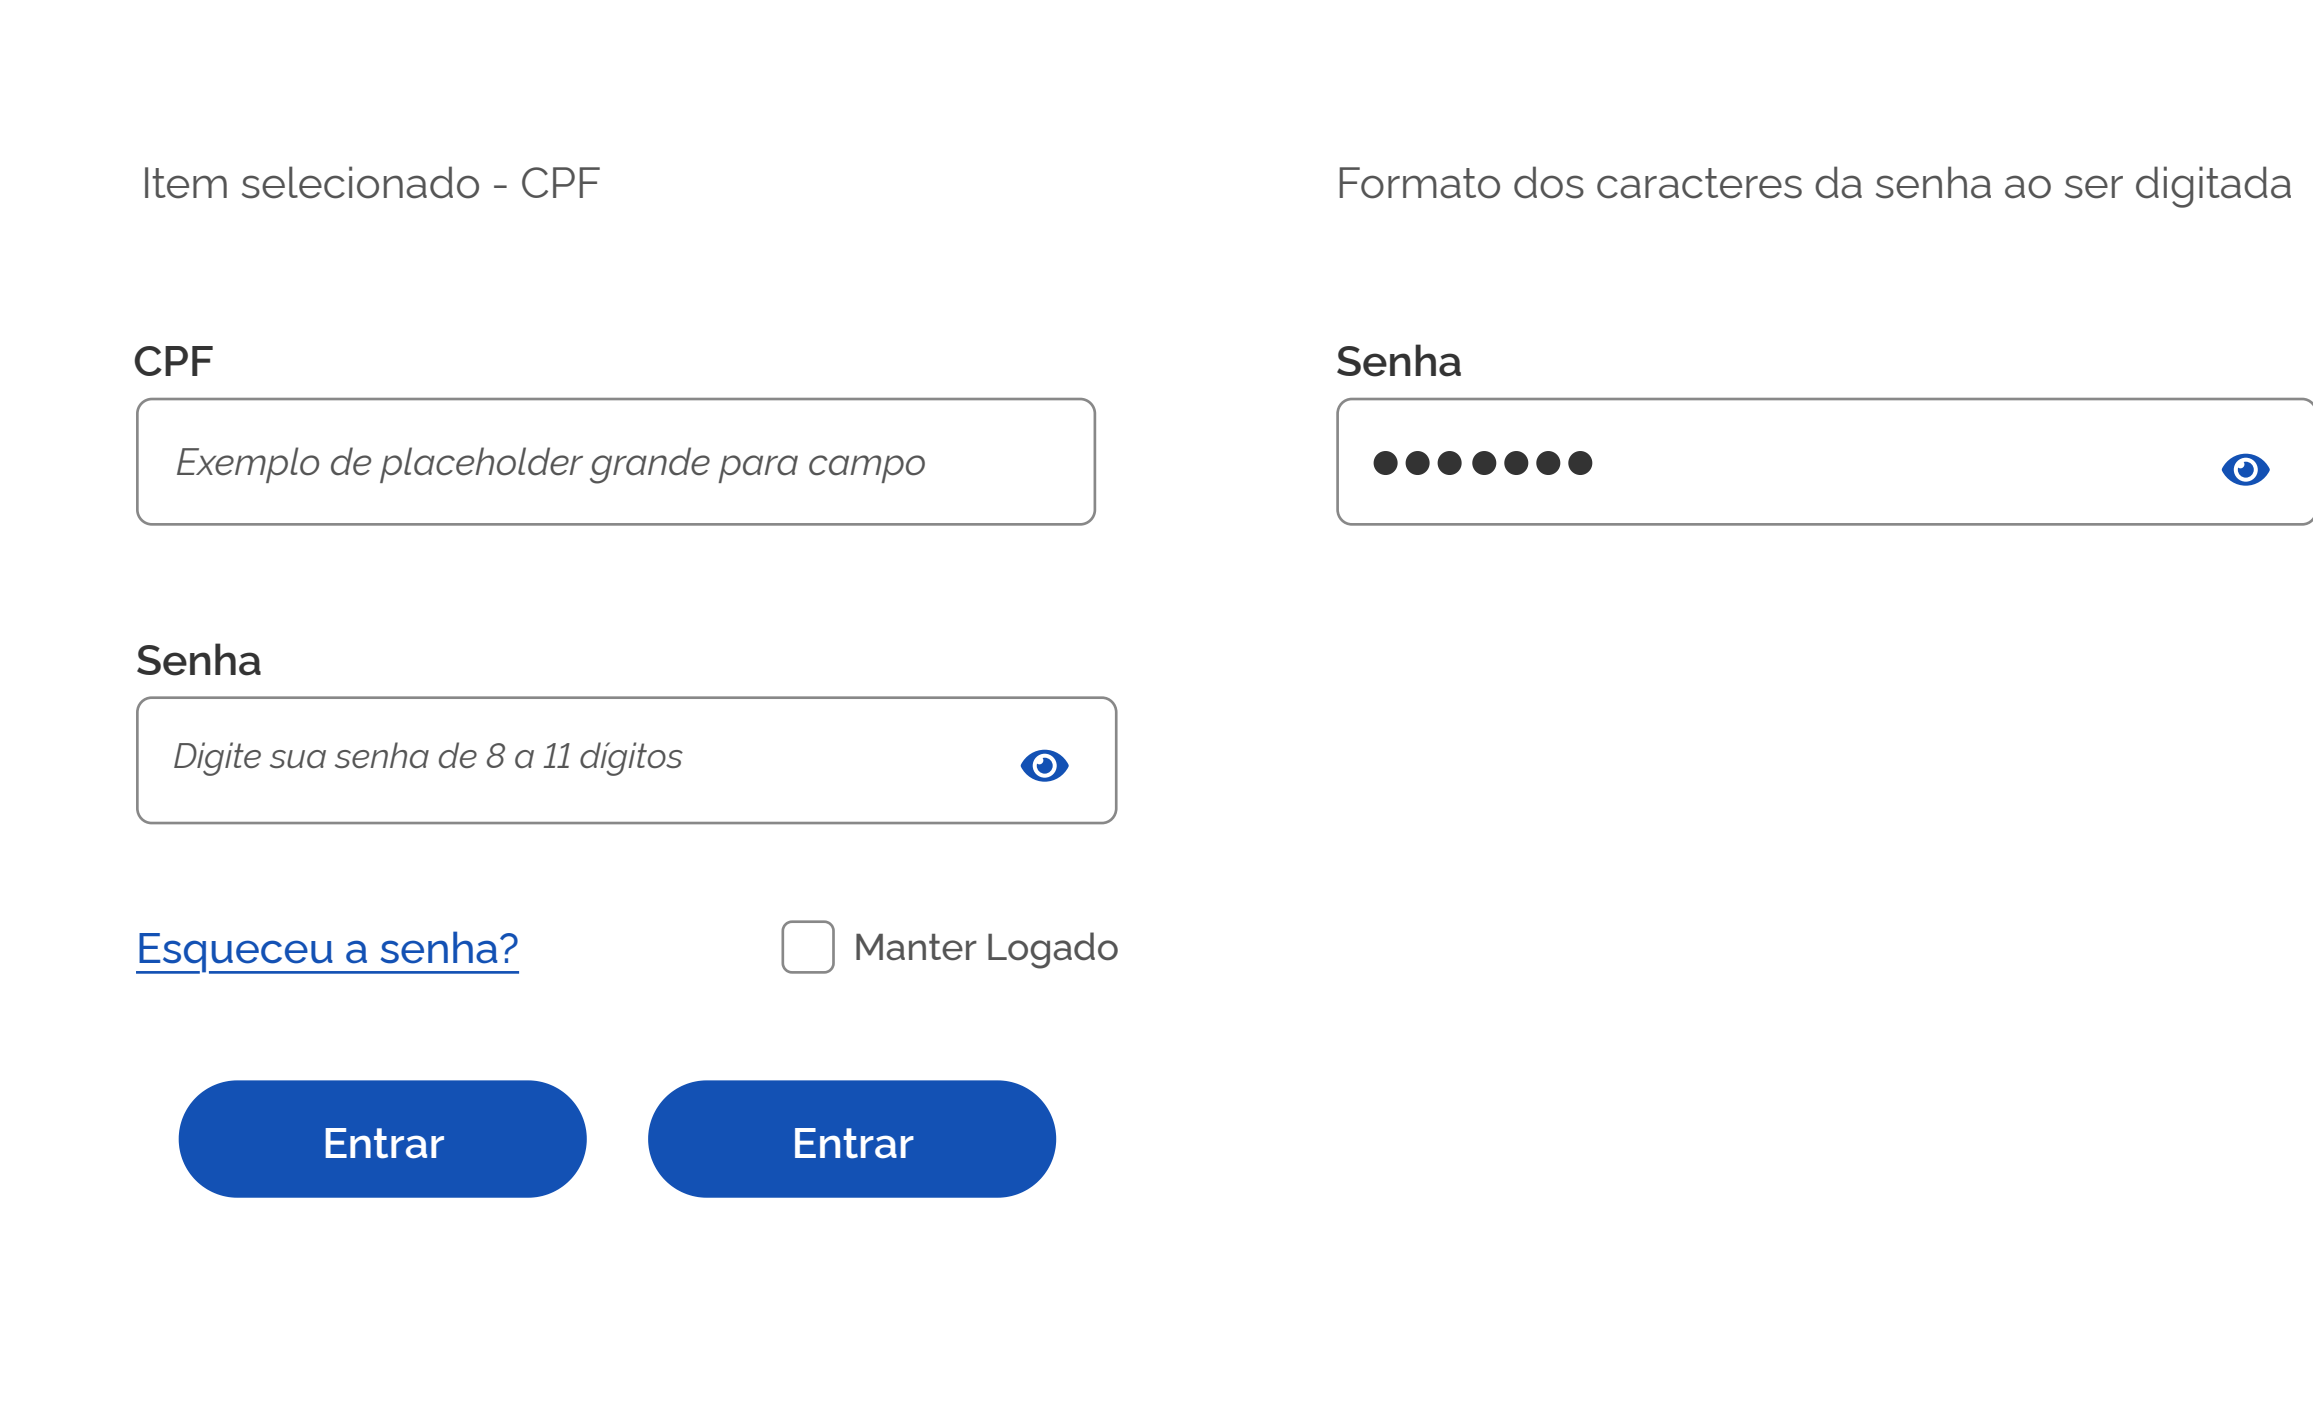 Item selecionado - CPF
Formato dos caracteres da senha ao ser digitada
CPF
Exemplo de placeholder grande para campo
Senha
Senha
Digite sua senha de 8 a 11 dígitos
Esqueceu a senha?
Manter Logado
Entrar
Entrar